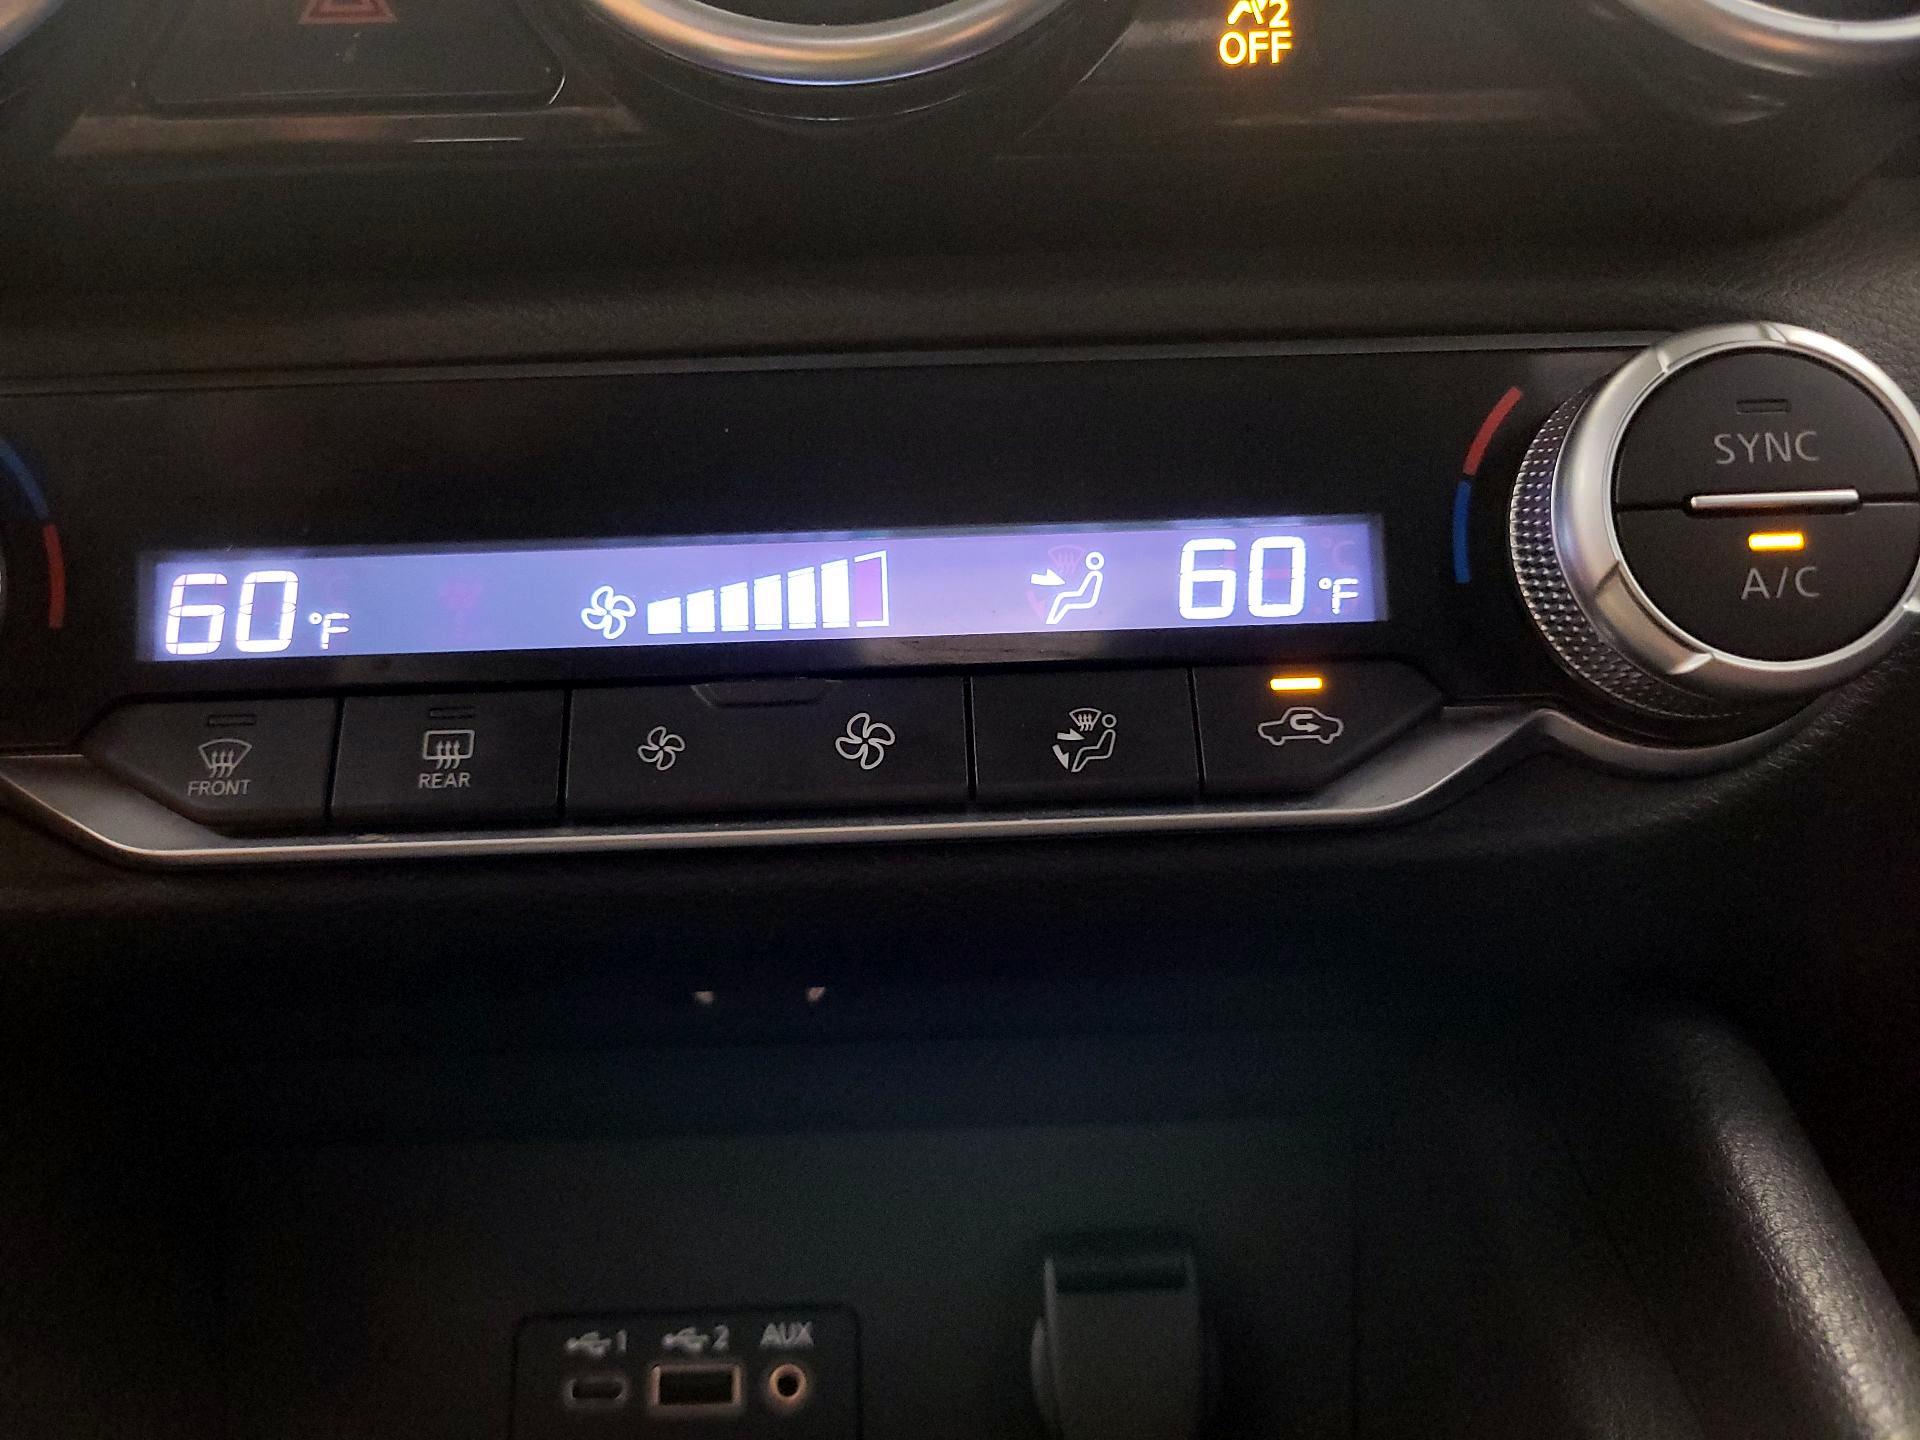 OFF
SYNC
A/C
60°F
60°F
FRONT
REAR
1
2
AUX